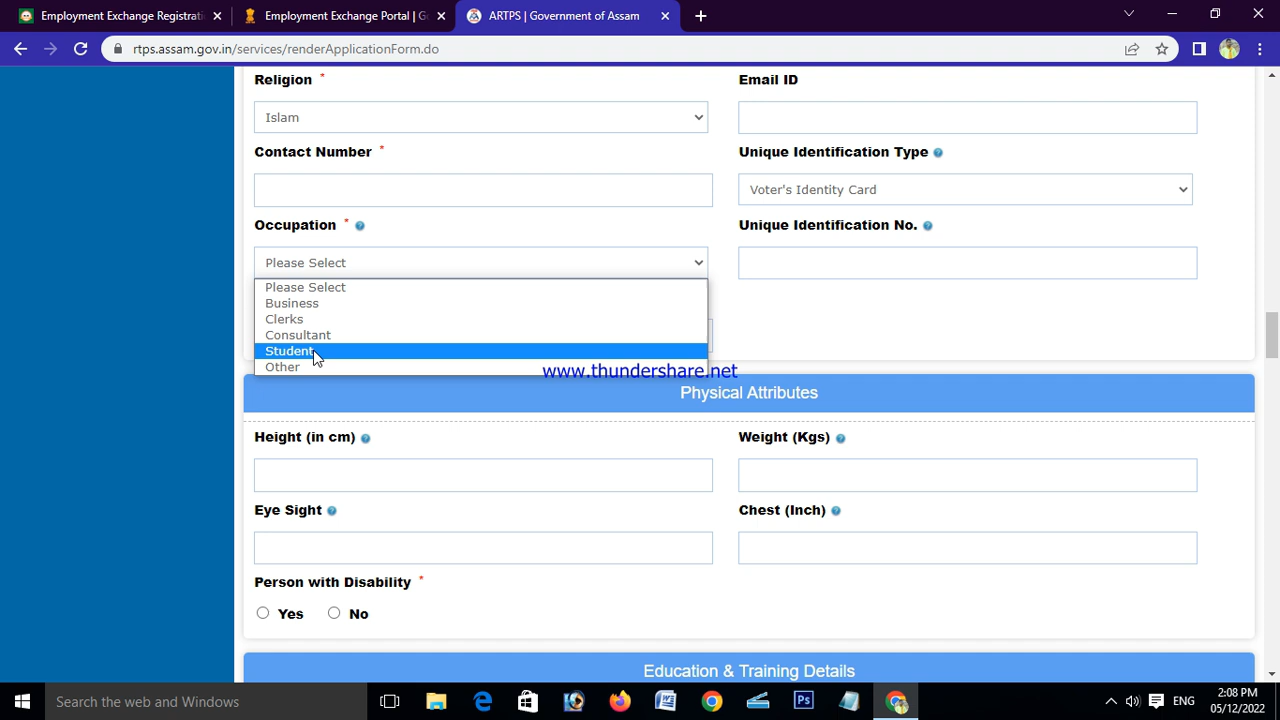 Employment Exchange Registrati
Employment Exchange Portal | G
ARTPS | Government of Assam
rtps.assam.gov.in/services/renderApplicationForm.do
Religion *
Email ID
Islam
Contact Number *
Unique Identification Type
Voter's Identity Card
Occupation *
Unique Identification No.
Please Select
Please Select
Business
Clerks
Consultant
Student
Other
www.thundershare.net
Physical Attributes
Height (in cm)
Weight (Kgs)
Eye Sight
Chest (Inch)
Person with Disability *
Yes No
Education & Training Details
Search the web and Windows
ENG
2:08 PM
05/12/2022